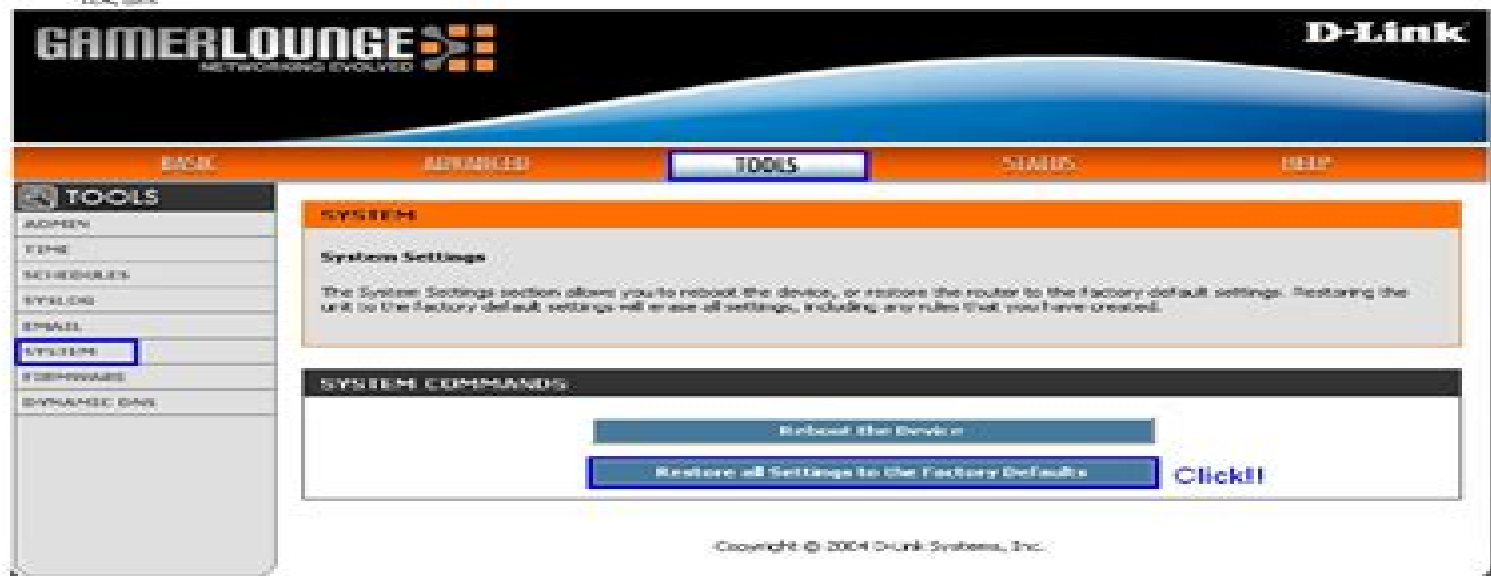 GAMERLOUNGE
NETWORKING EVOLVED
D-Link
BASIC ADVANCED TOOLS STATUS HELP
TOOLS
ADMIN
TIME
SCHEDULES
SYSLOG
EMAIL
SYSTEM
FIRMWARE
DYNAMIC DNS
SYSTEM
System Settings
The System Settings section allows you to reboot the device, or restore the router to the factory default settings. Restoring the
unit to the factory default settings will erase all settings, including any rules that you have created.
SYSTEM COMMANDS
Reboot the Device
Restore all Settings to the Factory Defaults
Click!!
Copyright © 2004 D-Link Systems, Inc.